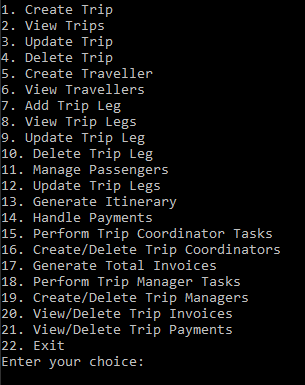 1. Create Trip
2. View Trips
3. Update Trip
4. Delete Trip
5. Create Traveller
6. View Travellers
7. Add Trip Leg
8. View Trip Legs
9. Update Trip Leg
10. Delete Trip Leg
11. Manage Passengers
12. Update Trip Legs
13. Generate Itinerary
14. Handle Payments
15. Perform Trip Coordinator Tasks
16. Create/Delete Trip Coordinators
17. Generate Total Invoices
18. Perform Trip Manager Tasks
19. Create/Delete Trip Managers
20. View/Delete Trip Invoices
21. View/Delete Trip Payments
22. Exit
Enter your choice: